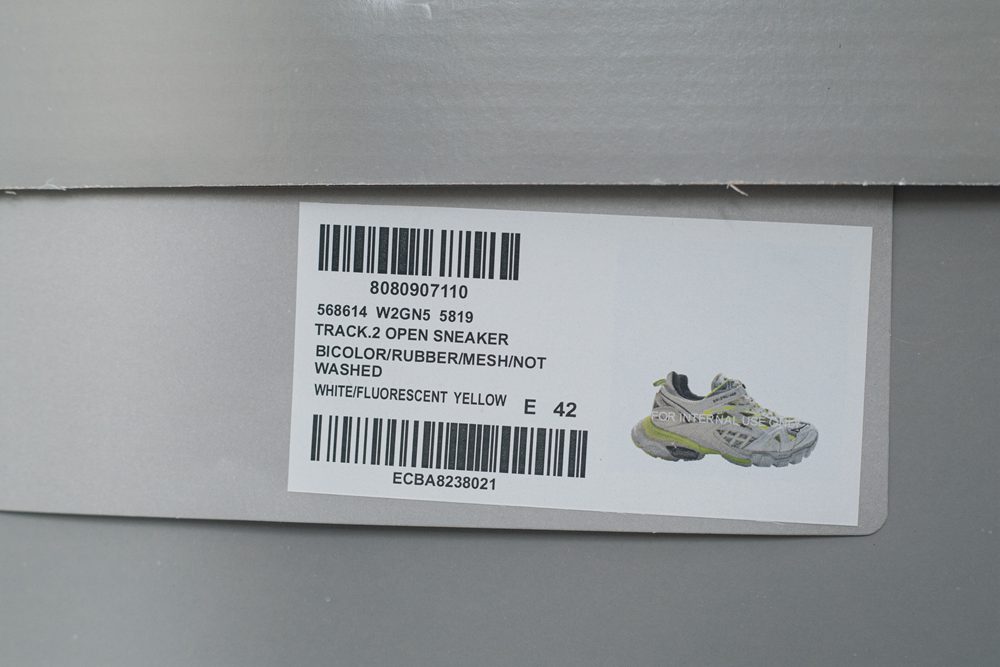 8080907110
568614 W2GN5 5819
TRACK.2 OPEN SNEAKER
BICOLOR/RUBBER/MESH/NOT
WASHED
WHITE/FLUORESCENT YELLOW
E 42
ECBA8238021
FOR INTERNAL USE ONLY